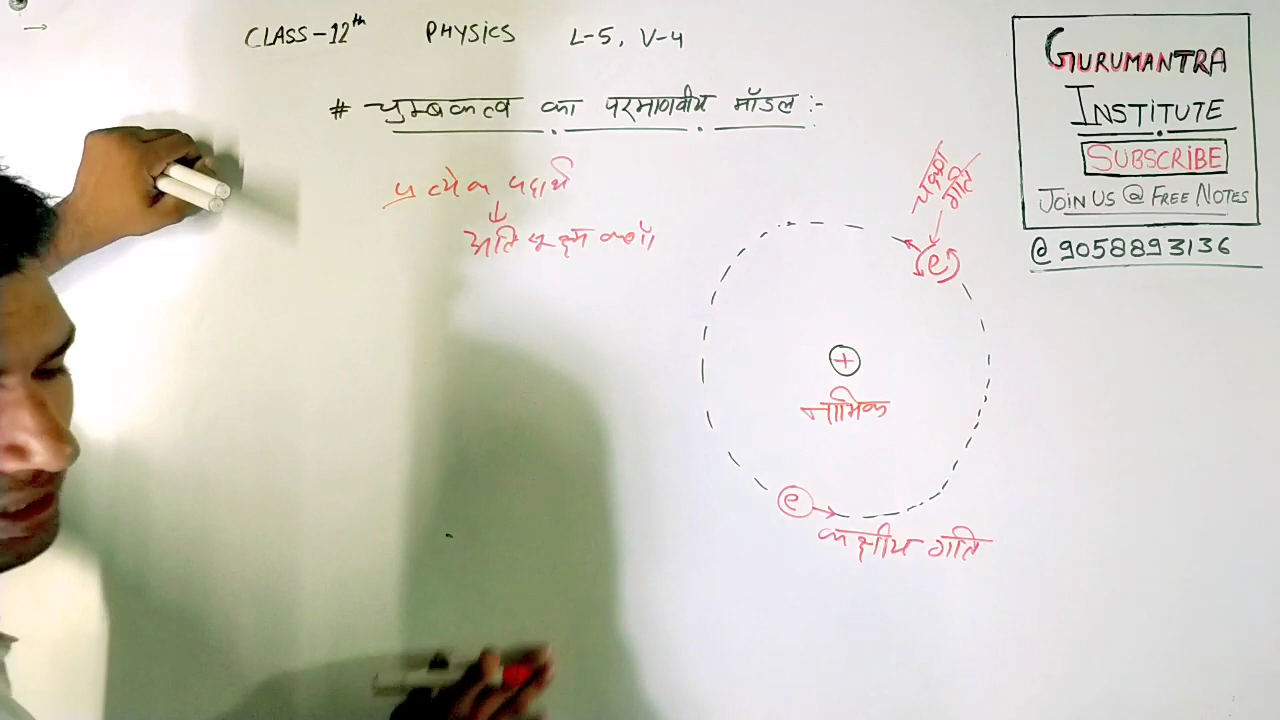 CLASS-12th PHYSICS L-5, V-4
# चुम्बकत्व का परमाणवीय मॉडल :-
प्रत्येक पदार्थ
↓
अति सूक्ष्म कणों
चक्रण गति
e
+
नाभिक
e
कक्षीय गति
GURUMANTRA
INSTITUTE
SUBSCRIBE
JOIN US @ FREE NOTES
@ 9058893136